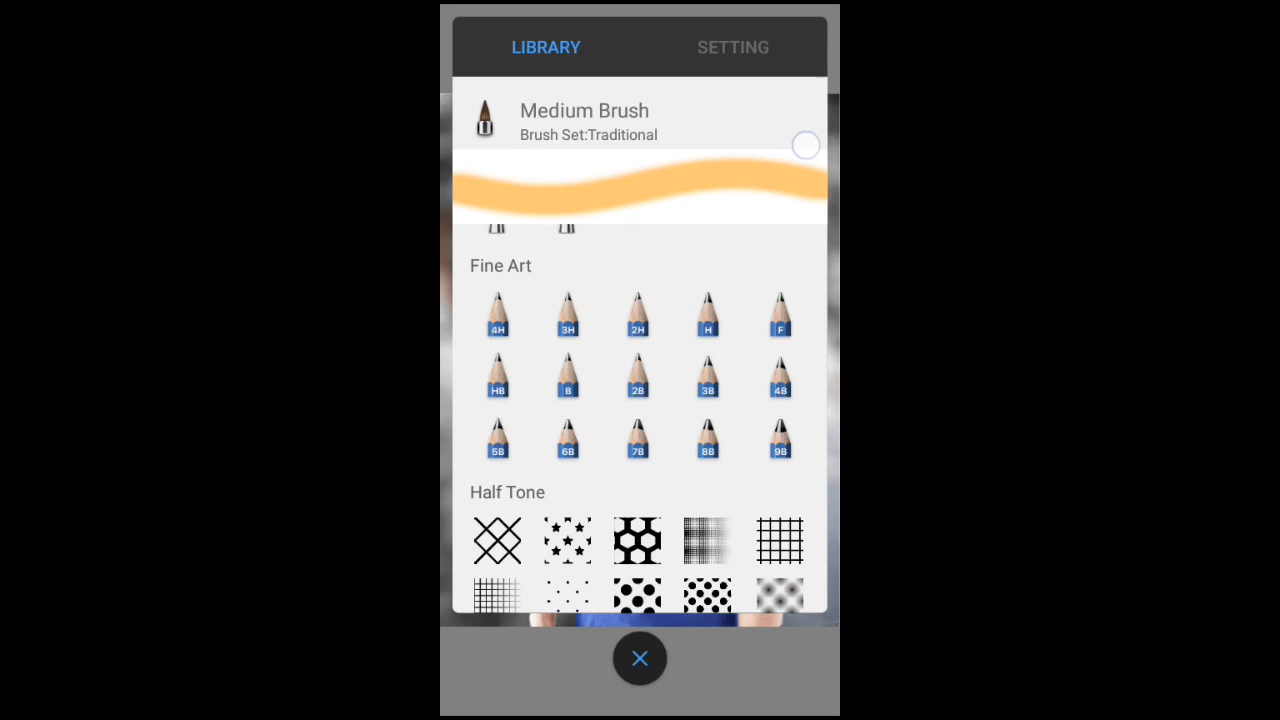 LIBRARY SETTING
Medium Brush
Brush Set:Traditional
Fine Art
4H 3H 2H H F
HB B 2B 3B 4B
5B 6B 7B 8B 9B
Half Tone